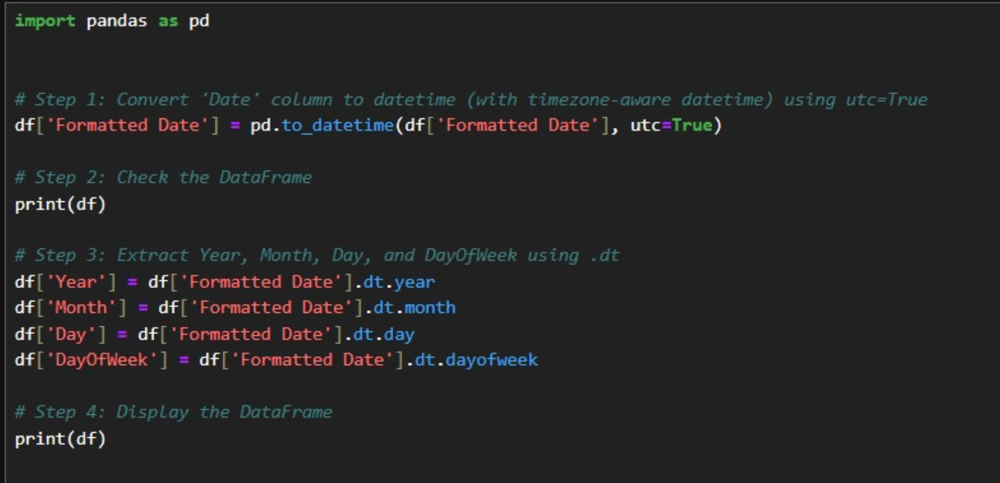 import pandas as pd
# Step 1: Convert 'Date' column to datetime (with timezone-aware datetime) using utc=True
df['Formatted Date'] = pd.to_datetime(df['Formatted Date'], utc=True)
# Step 2: Check the DataFrame
print(df)
# Step 3: Extract Year, Month, Day, and DayOfWeek using .dt
df['Year'] = df['Formatted Date'].dt.year
df['Month'] = df['Formatted Date'].dt.month
df['Day'] = df['Formatted Date'].dt.day
df['DayOfWeek'] = df['Formatted Date'].dt.dayofweek
# Step 4: Display the DataFrame
print(df)